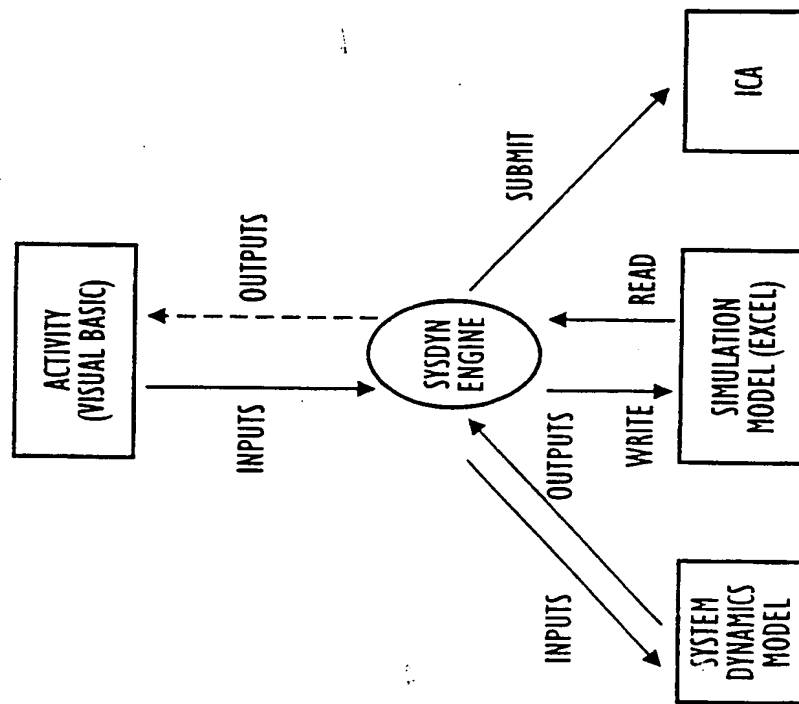 ACTIVITY
(VISUAL BASIC)
INPUTS
OUTPUTS
SYSDYN
ENGINE
INPUTS
OUTPUTS
WRITE
READ
SUBMIT
SYSTEM
DYNAMICS
MODEL
SIMULATION
MODEL (EXCEL)
ICA